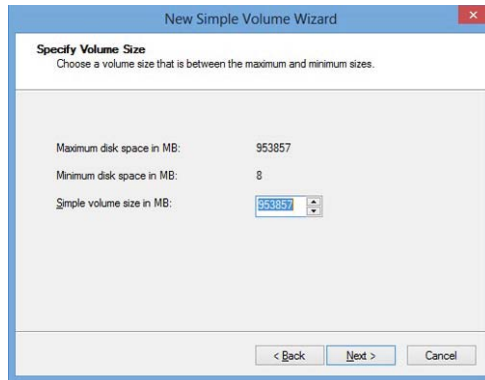 New Simple Volume Wizard
Specify Volume Size
Choose a volume size that is between the maximum and minimum sizes.
Maximum disk space in MB: 953857
Minimum disk space in MB: 8
Simple volume size in MB: 953857
< Back Next > Cancel